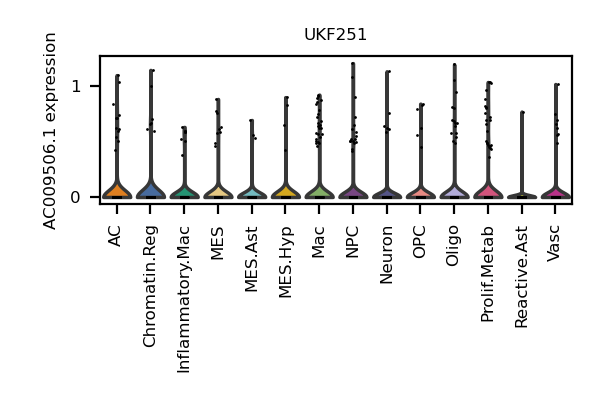 UKF251
AC009506.1 expression
1
0
AC
Chromatin.Reg
Inflammatory.Mac
MES
MES.Ast
MES.Hyp
Mac
NPC
Neuron
OPC
Oligo
Prolif.Metab
Reactive.Ast
Vasc